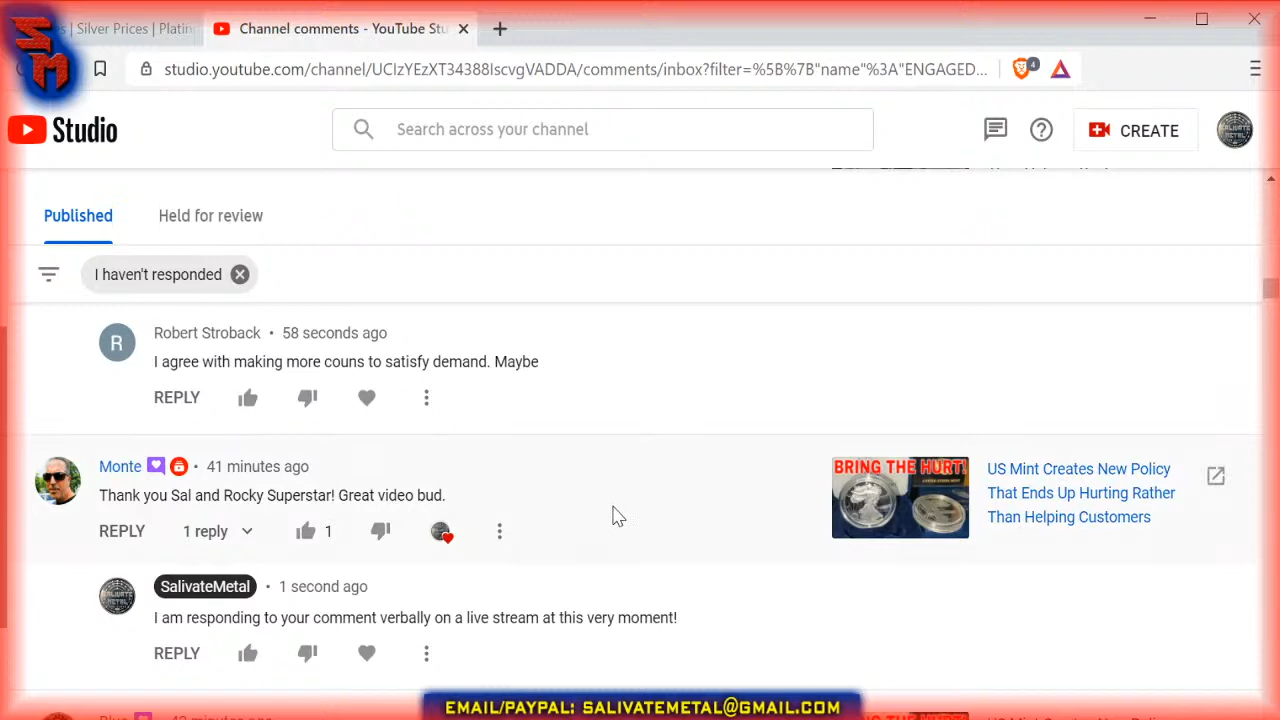 s | Silver Prices | Platin
Channel comments - YouTube Stu
SM
studio.youtube.com/channel/UCIzYEzXT34388IscvgVADDA/comments/inbox?filter=%5B%7B"name"%3A"ENGAGED...
4
Studio
Search across your channel
CREATE
Published
Held for review
I haven't responded
R
Robert Stroback • 58 seconds ago
I agree with making more couns to satisfy demand. Maybe
REPLY
Monte • 41 minutes ago
Thank you Sal and Rocky Superstar! Great video bud.
REPLY 1 reply 1
BRING THE HURT!
US Mint Creates New Policy
That Ends Up Hurting Rather
Than Helping Customers
SalivateMetal • 1 second ago
I am responding to your comment verbally on a live stream at this very moment!
REPLY
EMAIL/PAYPAL: SALIVATEMETAL@GMAIL.COM